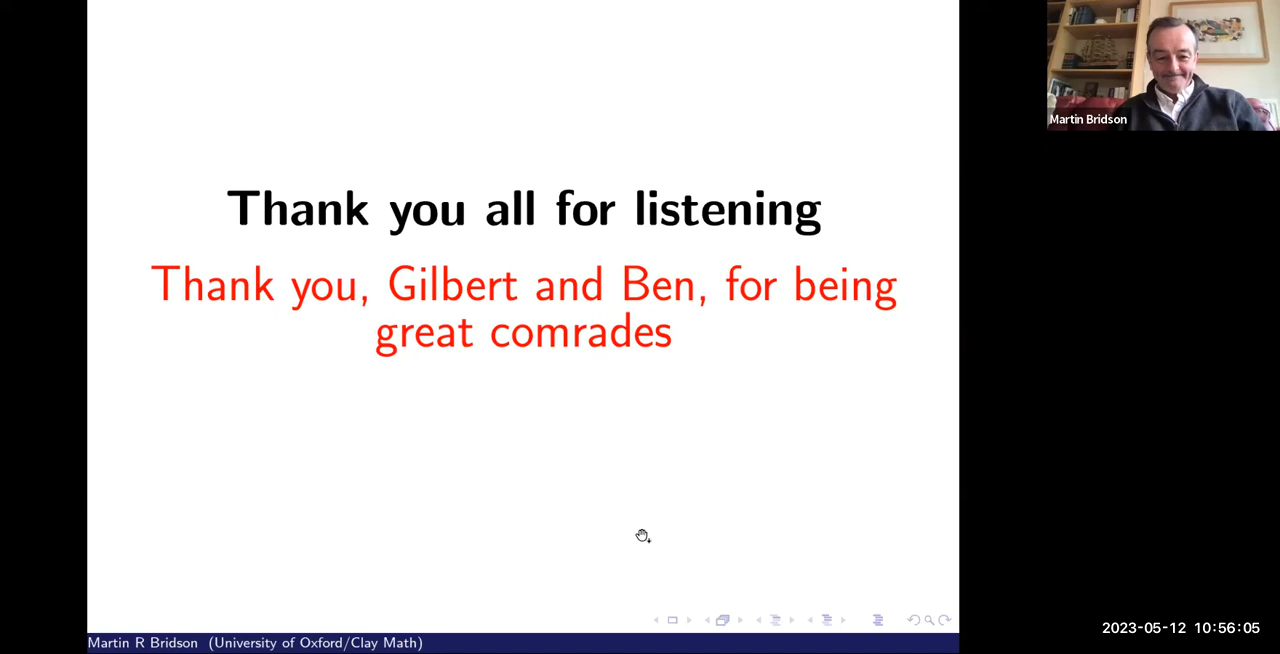 Thank you all for listening
Thank you, Gilbert and Ben, for being
great comrades
Martin R Bridson (University of Oxford/Clay Math)
Martin Bridson
2023-05-12 10:56:05